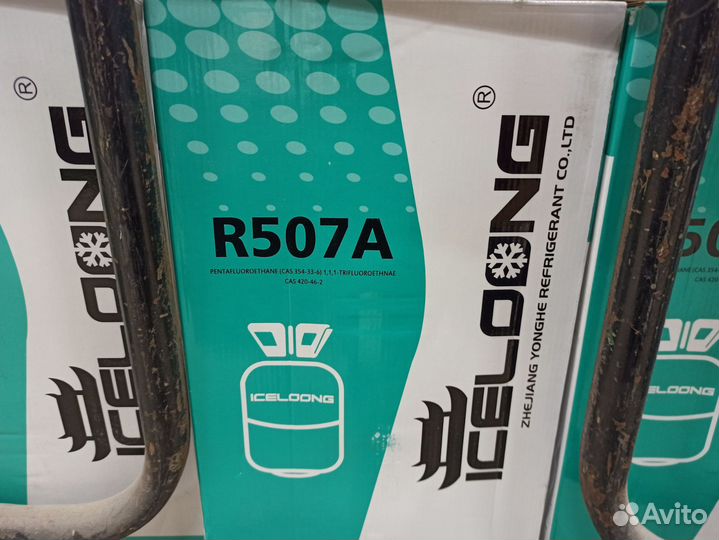 R507A
PENTAFLUOROETHANE (CAS 354-33-6) 1,1,1-TRIFLUOROETHNAE
CAS 420-46-2
ICELOONG
ICELOONG ®
ZHEJIANG YONGHE REFRIGERANT CO.,LTD
ICELOONG ®
R50
Avito